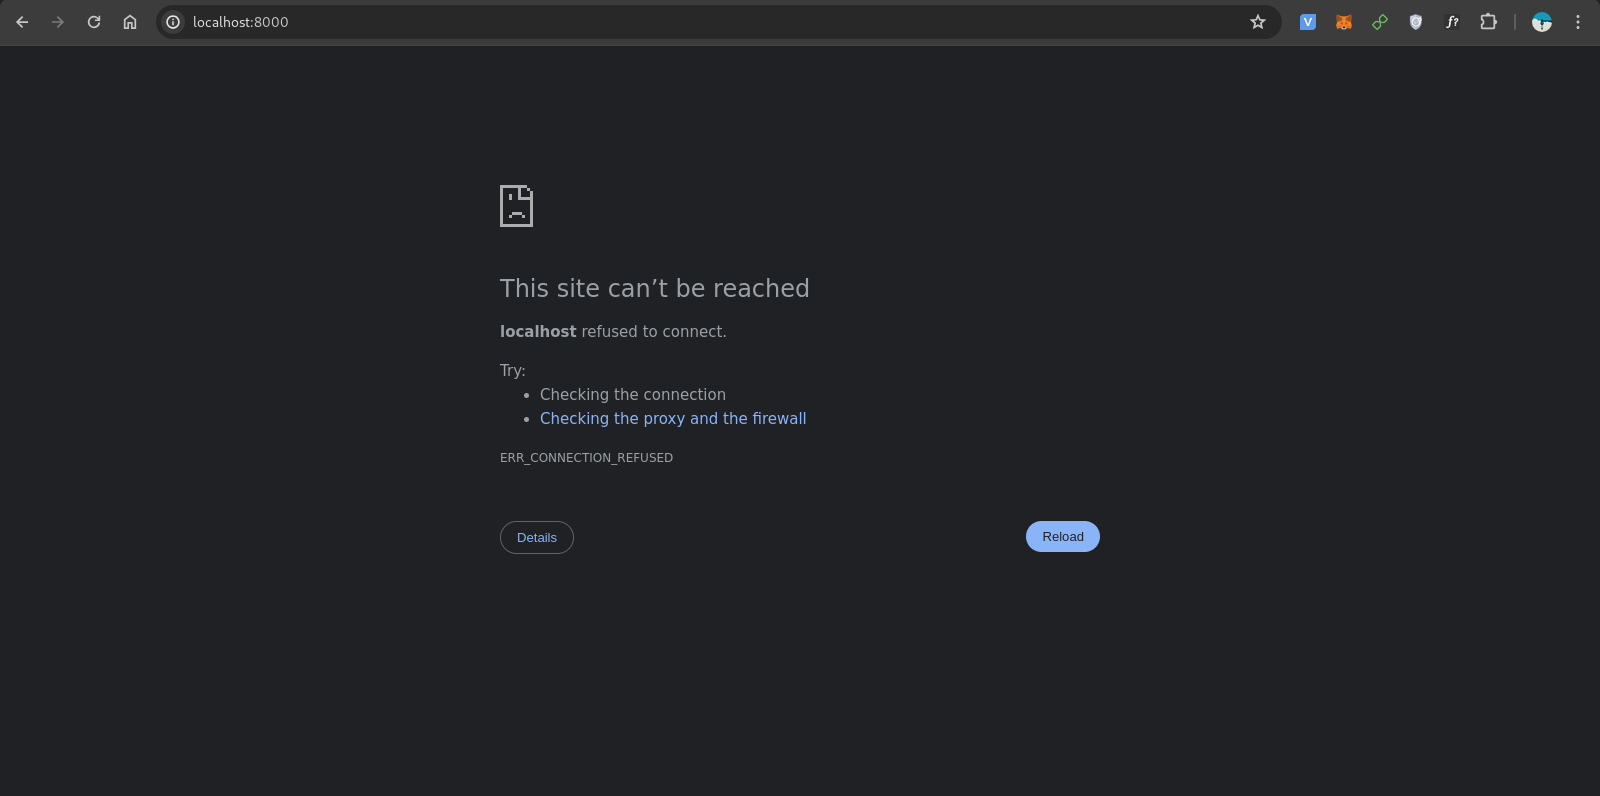 localhost:8000
V
f?
This site can’t be reached
localhost refused to connect.
Try:
Checking the connection
Checking the proxy and the firewall
ERR_CONNECTION_REFUSED
Details
Reload